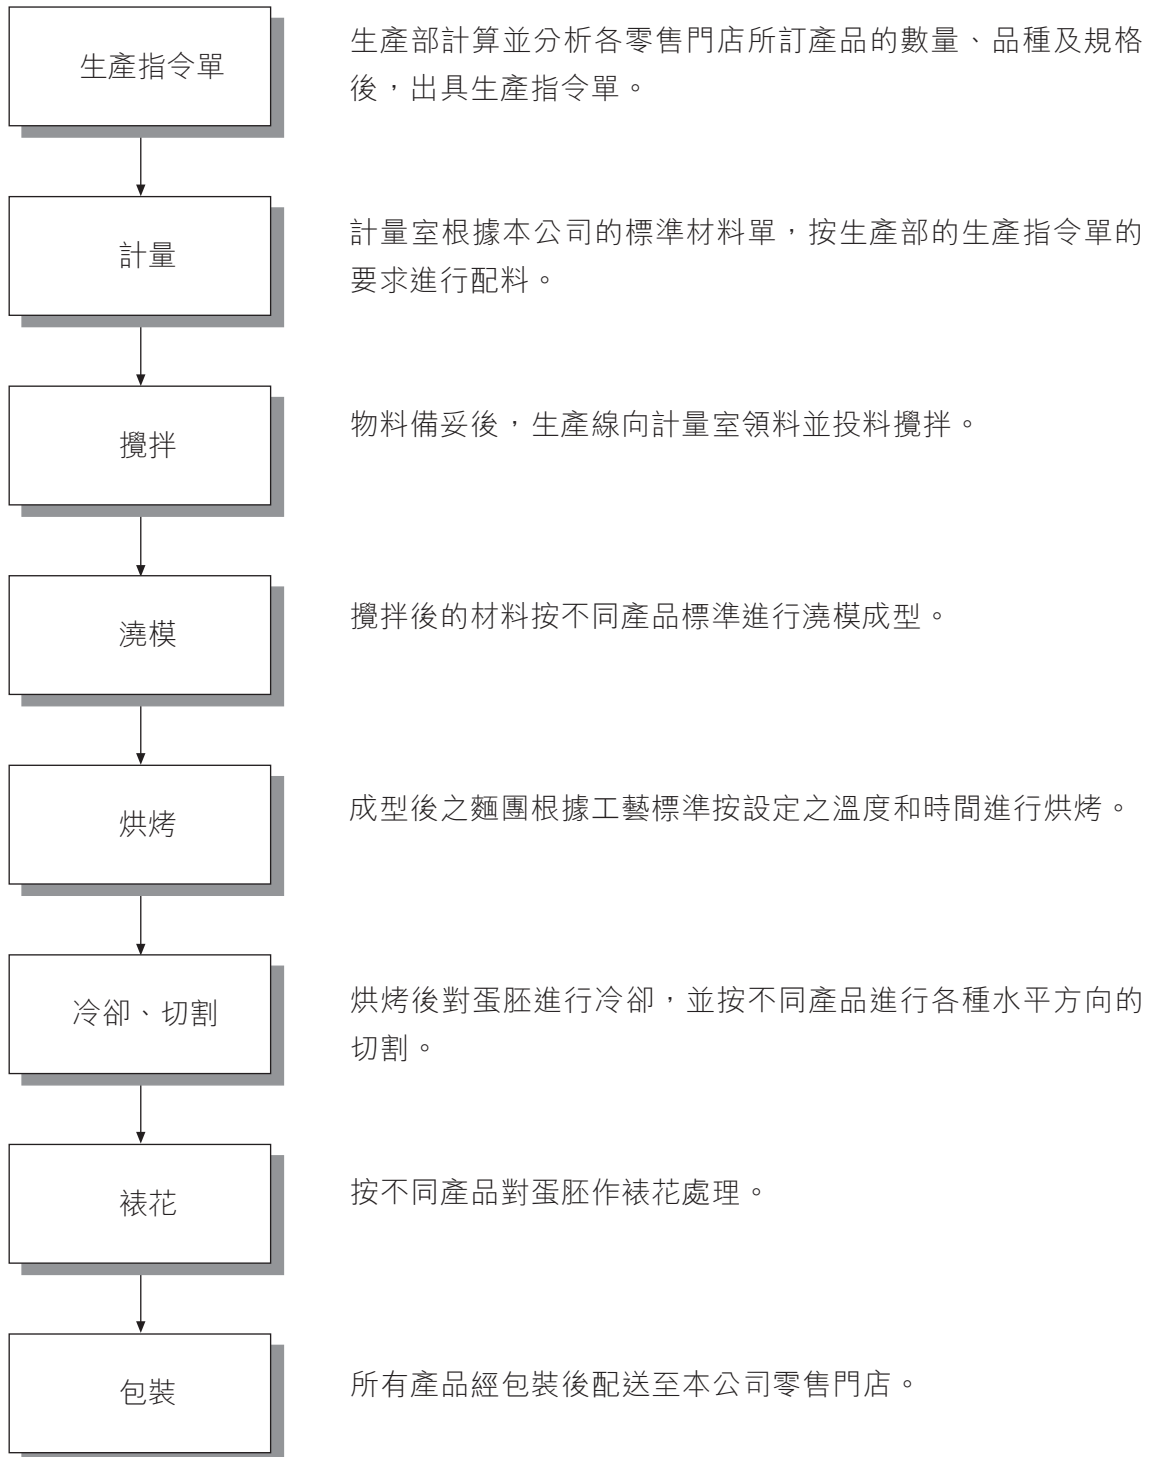 生產指令單
生產部計算並分析各零售門店所訂產品的數量、品種及規格
後，出具生產指令單。
計量
計量室根據本公司的標準材料單，按生產部的生產指令單的
要求進行配料。
攪拌
物料備妥後，生產線向計量室領料並投料攪拌。
澆模
攪拌後的材料按不同產品標準進行澆模成型。
烘烤
成型後之麵團根據工藝標準按設定之溫度和時間進行烘烤。
冷卻、切割
烘烤後對蛋胚進行冷卻，並按不同產品進行各種水平方向的
切割。
裱花
按不同產品對蛋胚作裱花處理。
包裝
所有產品經包裝後配送至本公司零售門店。